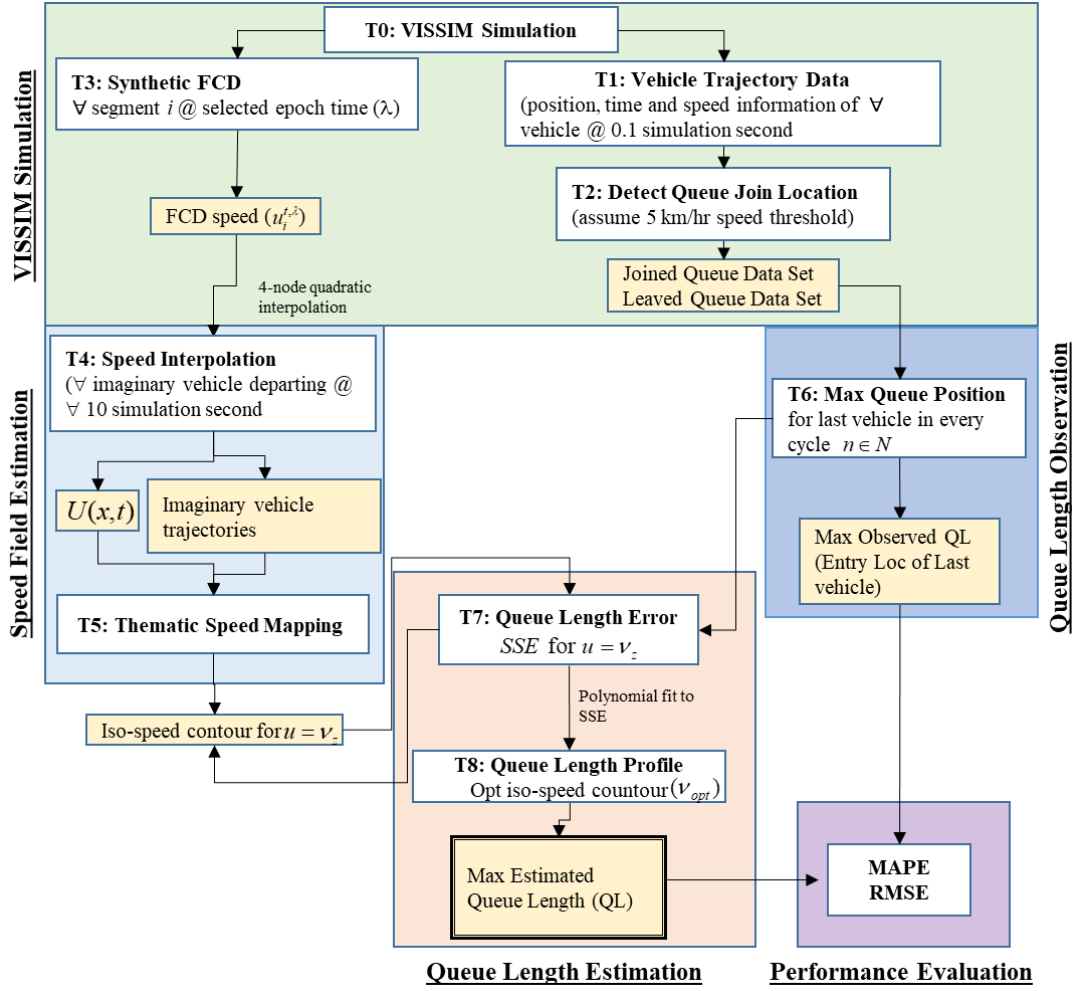 T0: VISSIM Simulation
T3: Synthetic FCD
∀ segment i @ selected epoch time (λ)
T1: Vehicle Trajectory Data
(position, time and speed information of ∀
vehicle @ 0.1 simulation second
T2: Detect Queue Join Location
(assume 5 km/hr speed threshold)
FCD speed (u_i^{t,λ})
Joined Queue Data Set
Leaved Queue Data Set
4-node quadratic
interpolation
VISSIM Simulation
T4: Speed Interpolation
(∀ imaginary vehicle departing @
∀ 10 simulation second
U(x,t)
Imaginary vehicle
trajectories
T5: Thematic Speed Mapping
Speed Field Estimation
Iso-speed contour for u = ν_z
T6: Max Queue Position
for last vehicle in every
cycle n ∈ N
Max Observed QL
(Entry Loc of Last
vehicle)
Queue Length Observation
T7: Queue Length Error
SSE for u = ν_z
Polynomial fit to
SSE
T8: Queue Length Profile
Opt iso-speed countour(ν_opt)
Max Estimated
Queue Length (QL)
MAPE
RMSE
Queue Length Estimation
Performance Evaluation